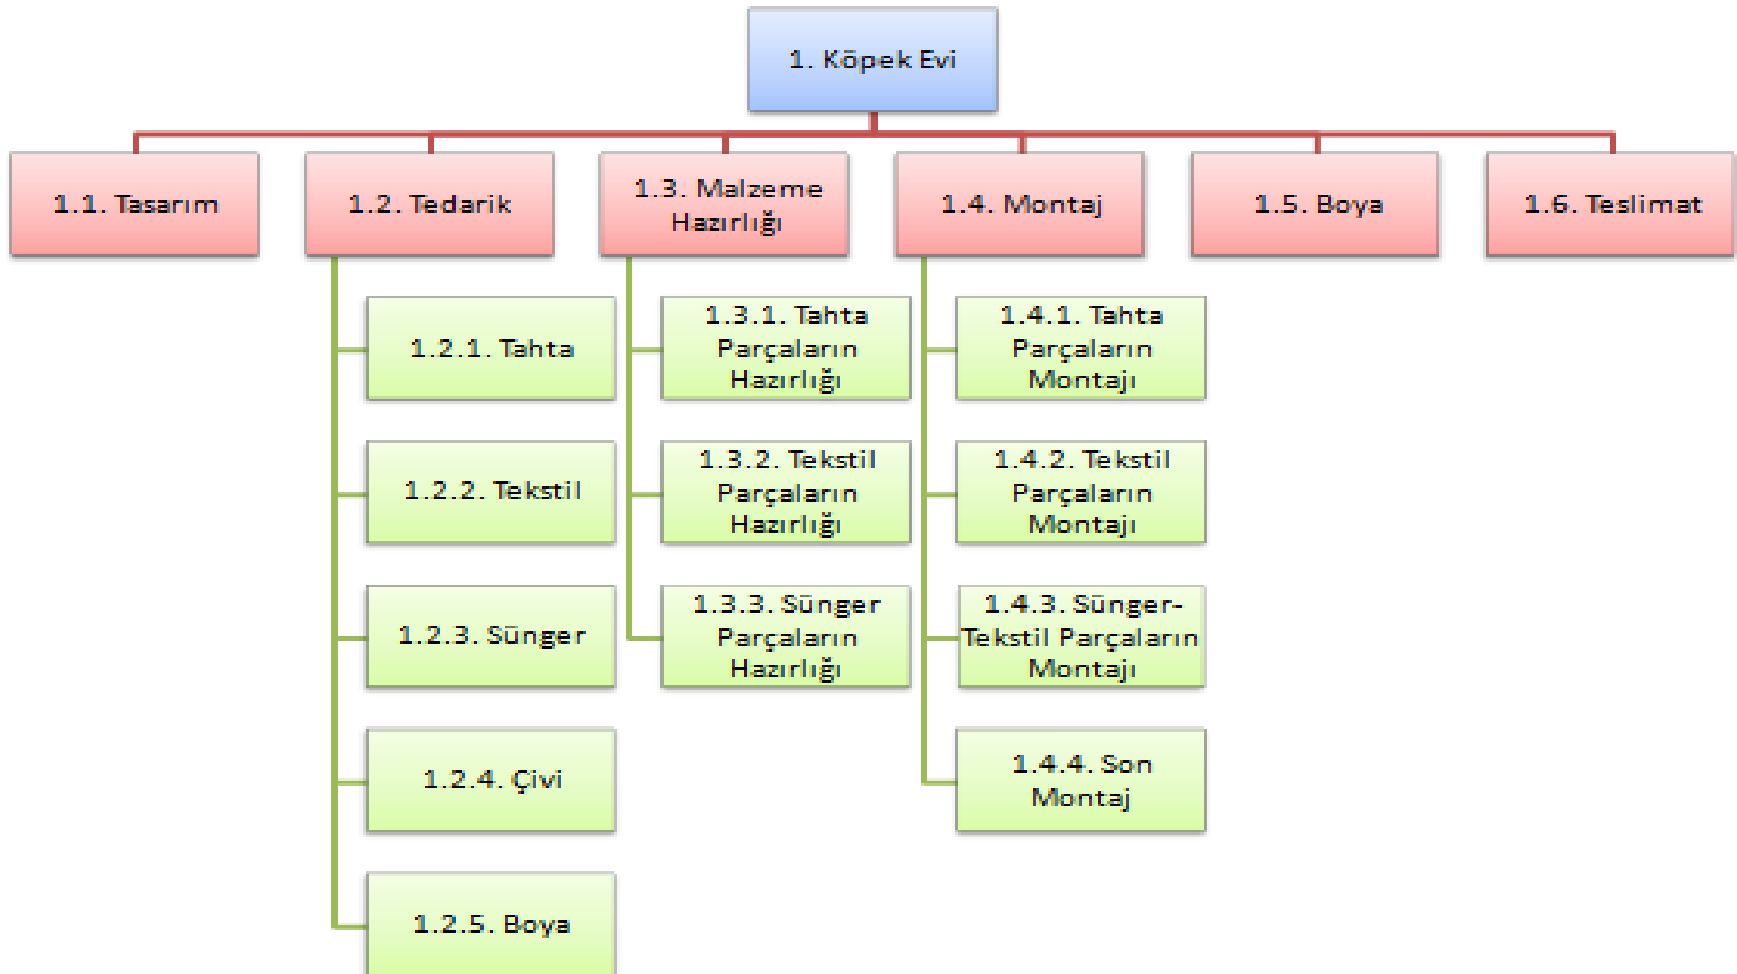 1. Köpek Evi
1.1. Tasarım
1.2. Tedarik
1.3. Malzeme
Hazırlığı
1.4. Montaj
1.5. Boya
1.6. Teslimat
1.2.1. Tahta
1.2.2. Tekstil
1.2.3. Sünger
1.2.4. Çivi
1.2.5. Boya
1.3.1. Tahta
Parçaların
Hazırlığı
1.3.2. Tekstil
Parçaların
Hazırlığı
1.3.3. Sünger
Parçaların
Hazırlığı
1.4.1. Tahta
Parçaların
Montajı
1.4.2. Tekstil
Parçaların
Montajı
1.4.3. Sünger-
Tekstil Parçaların
Montajı
1.4.4. Son
Montaj